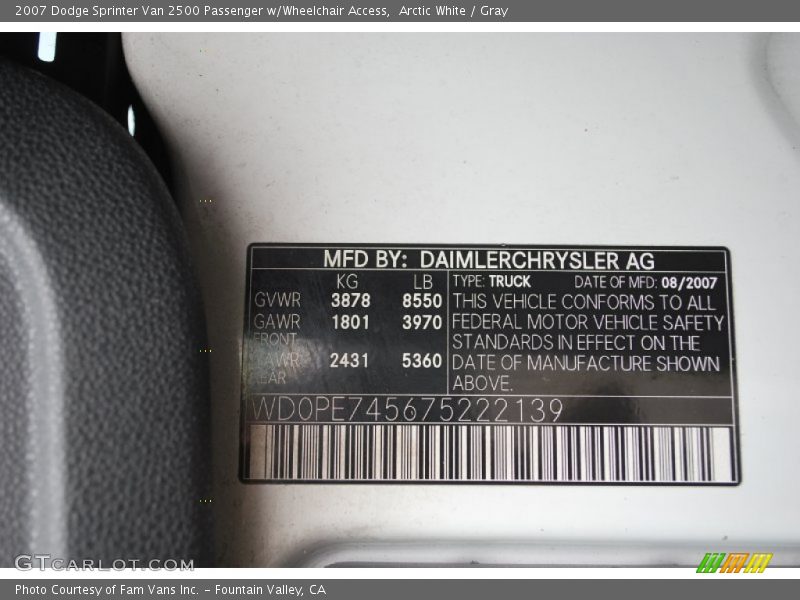 2007 Dodge Sprinter Van 2500 Passenger w/Wheelchair Access, Arctic White / Gray
MFD BY: DAIMLERCHRYSLER AG
KG LB
GVWR 3878 8550
GAWR 1801 3970
FRONT
GAWR 2431 5360
REAR
TYPE: TRUCK DATE OF MFD: 08/2007
THIS VEHICLE CONFORMS TO ALL
FEDERAL MOTOR VEHICLE SAFETY
STANDARDS IN EFFECT ON THE
DATE OF MANUFACTURE SHOWN
ABOVE.
WD0PE745675222139
GTcarlot.com
Photo Courtesy of Fam Vans Inc. - Fountain Valley, CA